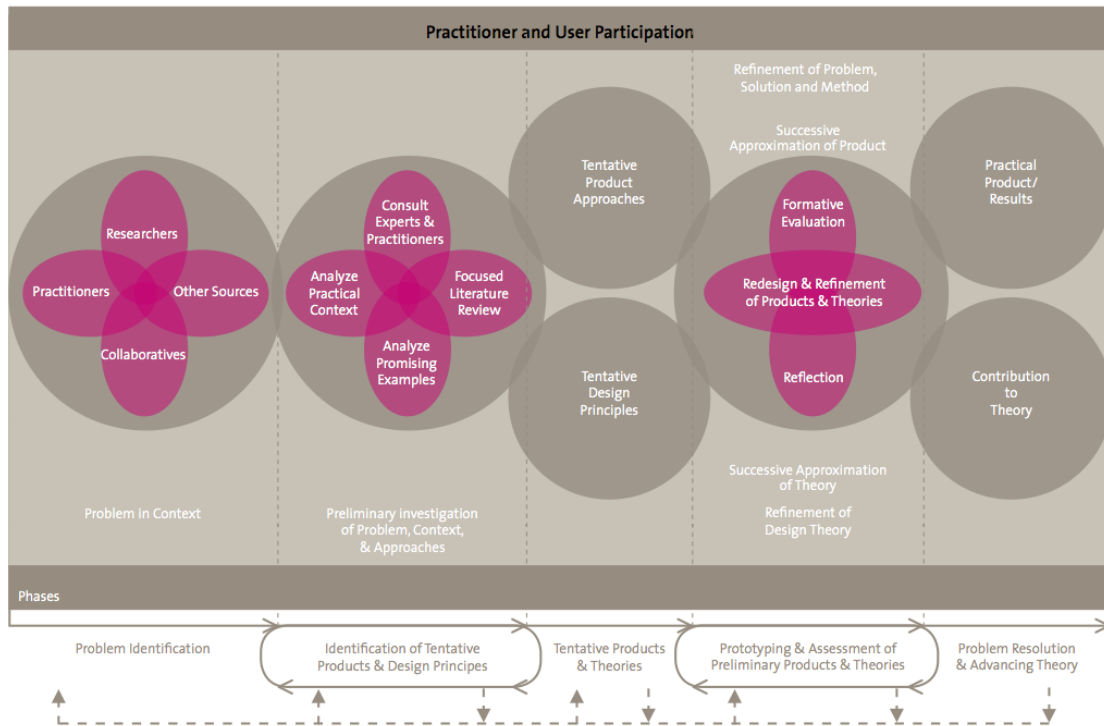 Practitioner and User Participation
Researchers
Practitioners
Other Sources
Collaboratives
Problem in Context
Consult
Experts &
Practitioners
Analyze
Practical
Context
Focused
Literature
Review
Analyze
Promising
Examples
Preliminary investigation
of Problem, Context,
& Approaches
Tentative
Product
Approaches
Tentative
Design
Principles
Refinement of Problem,
Solution and Method
Successive
Approximation of Product
Formative
Evaluation
Redesign & Refinement
of Products & Theories
Reflection
Successive Approximation
of Theory
Refinement of
Design Theory
Practical
Product/
Results
Contribution
to
Theory
Phases
Problem Identification
Identification of Tentative
Products & Design Principes
Tentative Products
& Theories
Prototyping & Assessment of
Preliminary Products & Theories
Problem Resolution
& Advancing Theory